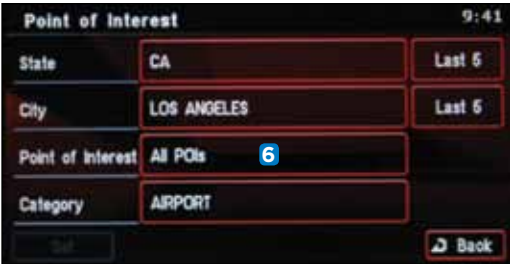 Point of Interest 9:41
State CA Last 5
City LOS ANGELES Last 5
Point of Interest All POIs 6
Category AIRPORT
Set Back